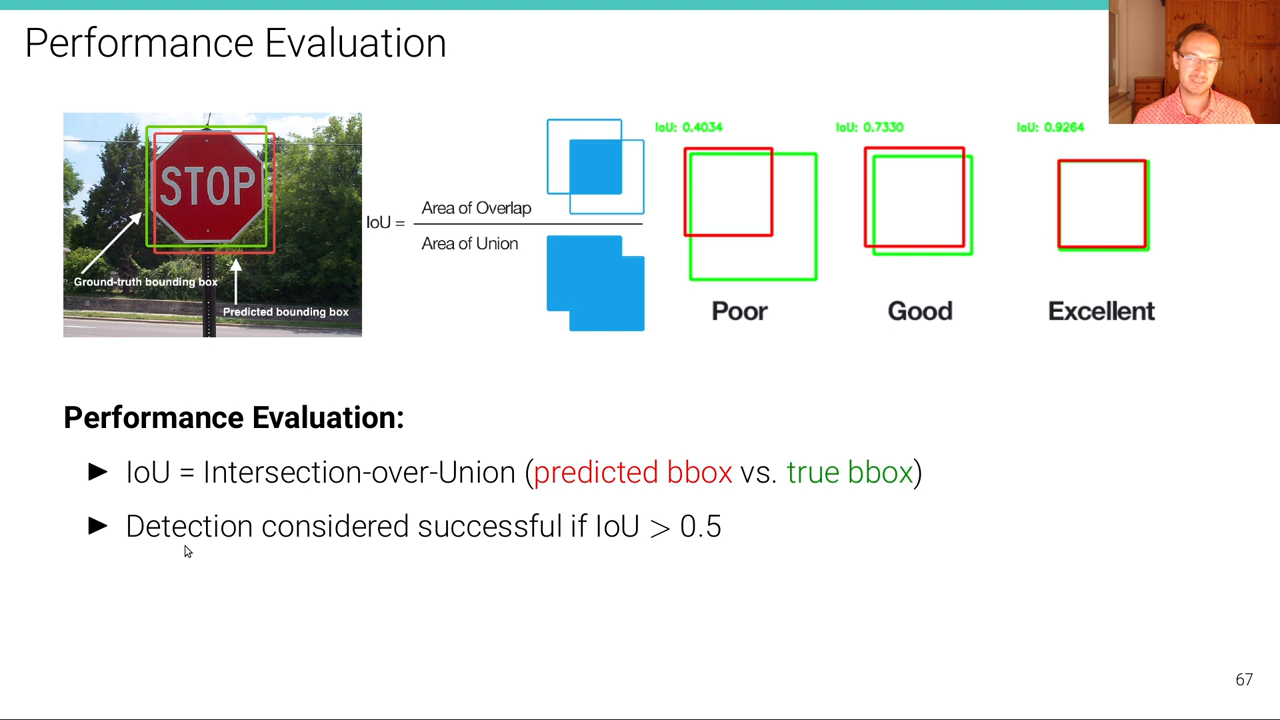 Performance Evaluation
STOP
Ground-truth bounding box
Predicted bounding box
IoU =
Area of Overlap
Area of Union
IoU: 0.4034
IoU: 0.7330
IoU: 0.9264
Poor
Good
Excellent
Performance Evaluation:
► IoU = Intersection-over-Union (predicted bbox vs. true bbox)
► Detection considered successful if IoU > 0.5
67